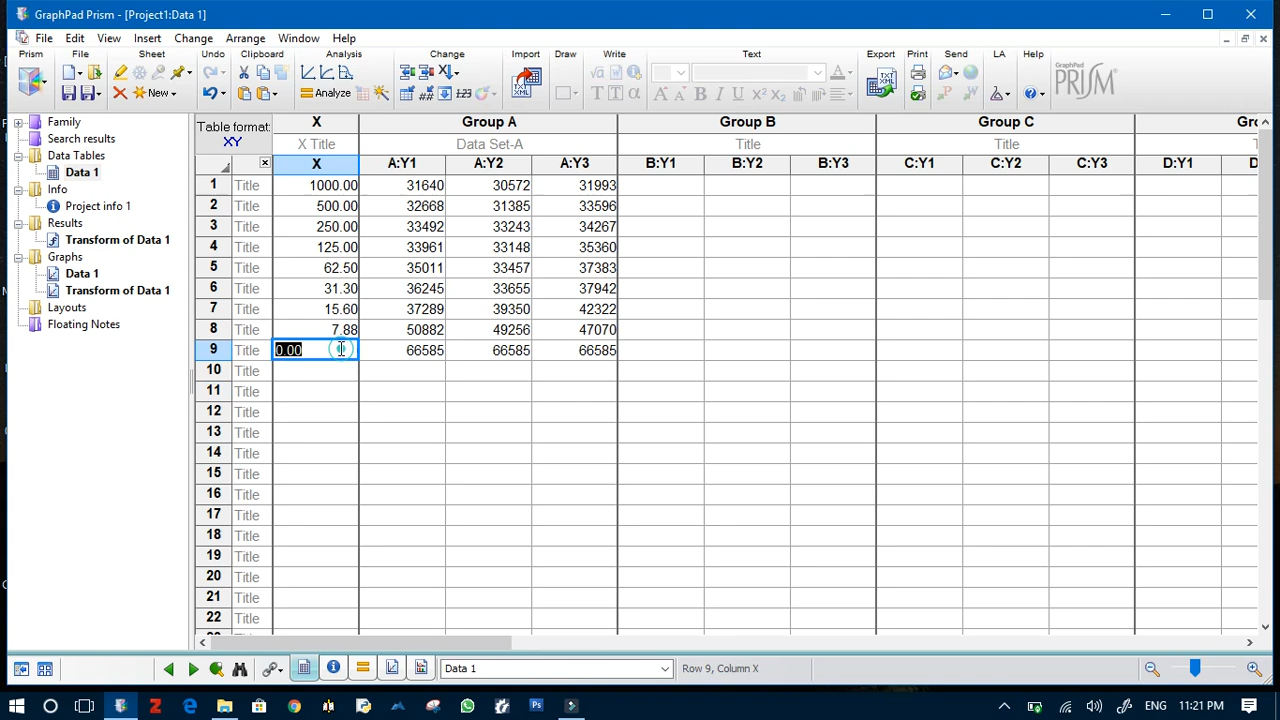 GraphPad Prism - [Project1:Data 1]
File Edit View Insert Change Arrange Window Help
Prism File Sheet Undo Clipboard Analysis Change Import Draw Write Text Export Print Send LA Help
New Analyze
GraphPad
PRISM
Family
Search results
Data Tables
Data 1
Info
Project info 1
Results
Transform of Data 1
Graphs
Data 1
Transform of Data 1
Layouts
Floating Notes
Table format: X Group A Group B Group C
XY X Title Data Set-A Title Title
X A:Y1 A:Y2 A:Y3 B:Y1 B:Y2 B:Y3 C:Y1 C:Y2 C:Y3 D:Y1
1 Title 1000.00 31640 30572 31993
2 Title 500.00 32668 31385 33596
3 Title 250.00 33492 33243 34267
4 Title 125.00 33961 33148 35360
5 Title 62.50 35011 33457 37383
6 Title 31.30 36245 33655 37942
7 Title 15.60 37289 39350 42322
8 Title 7.88 50882 49256 47070
9 Title 0.00 66585 66585 66585
10 Title
11 Title
12 Title
13 Title
14 Title
15 Title
16 Title
17 Title
18 Title
19 Title
20 Title
21 Title
22 Title
Data 1 Row 9, Column X
ENG 11:21 PM